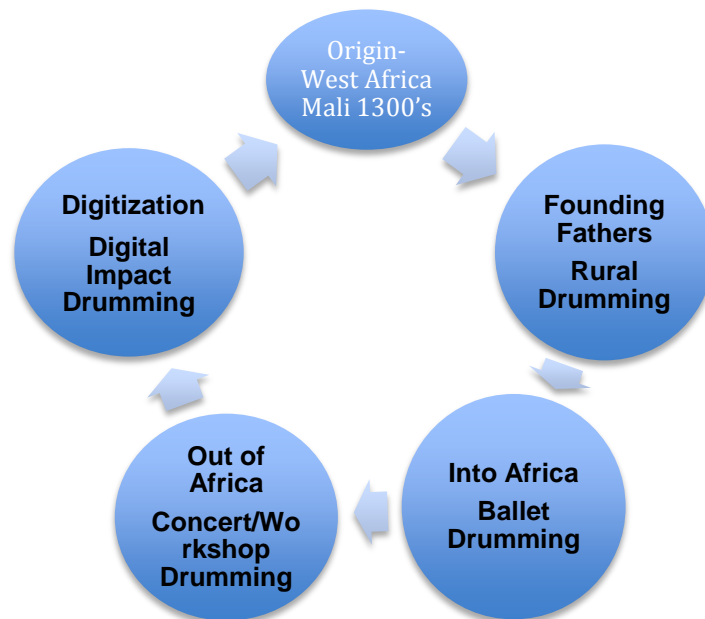 Origin-
West Africa
Mali 1300's
Founding
Fathers
Rural
Drumming
Into Africa
Ballet
Drumming
Out of
Africa
Concert/Wo
rkshop
Drumming
Digitization
Digital
Impact
Drumming